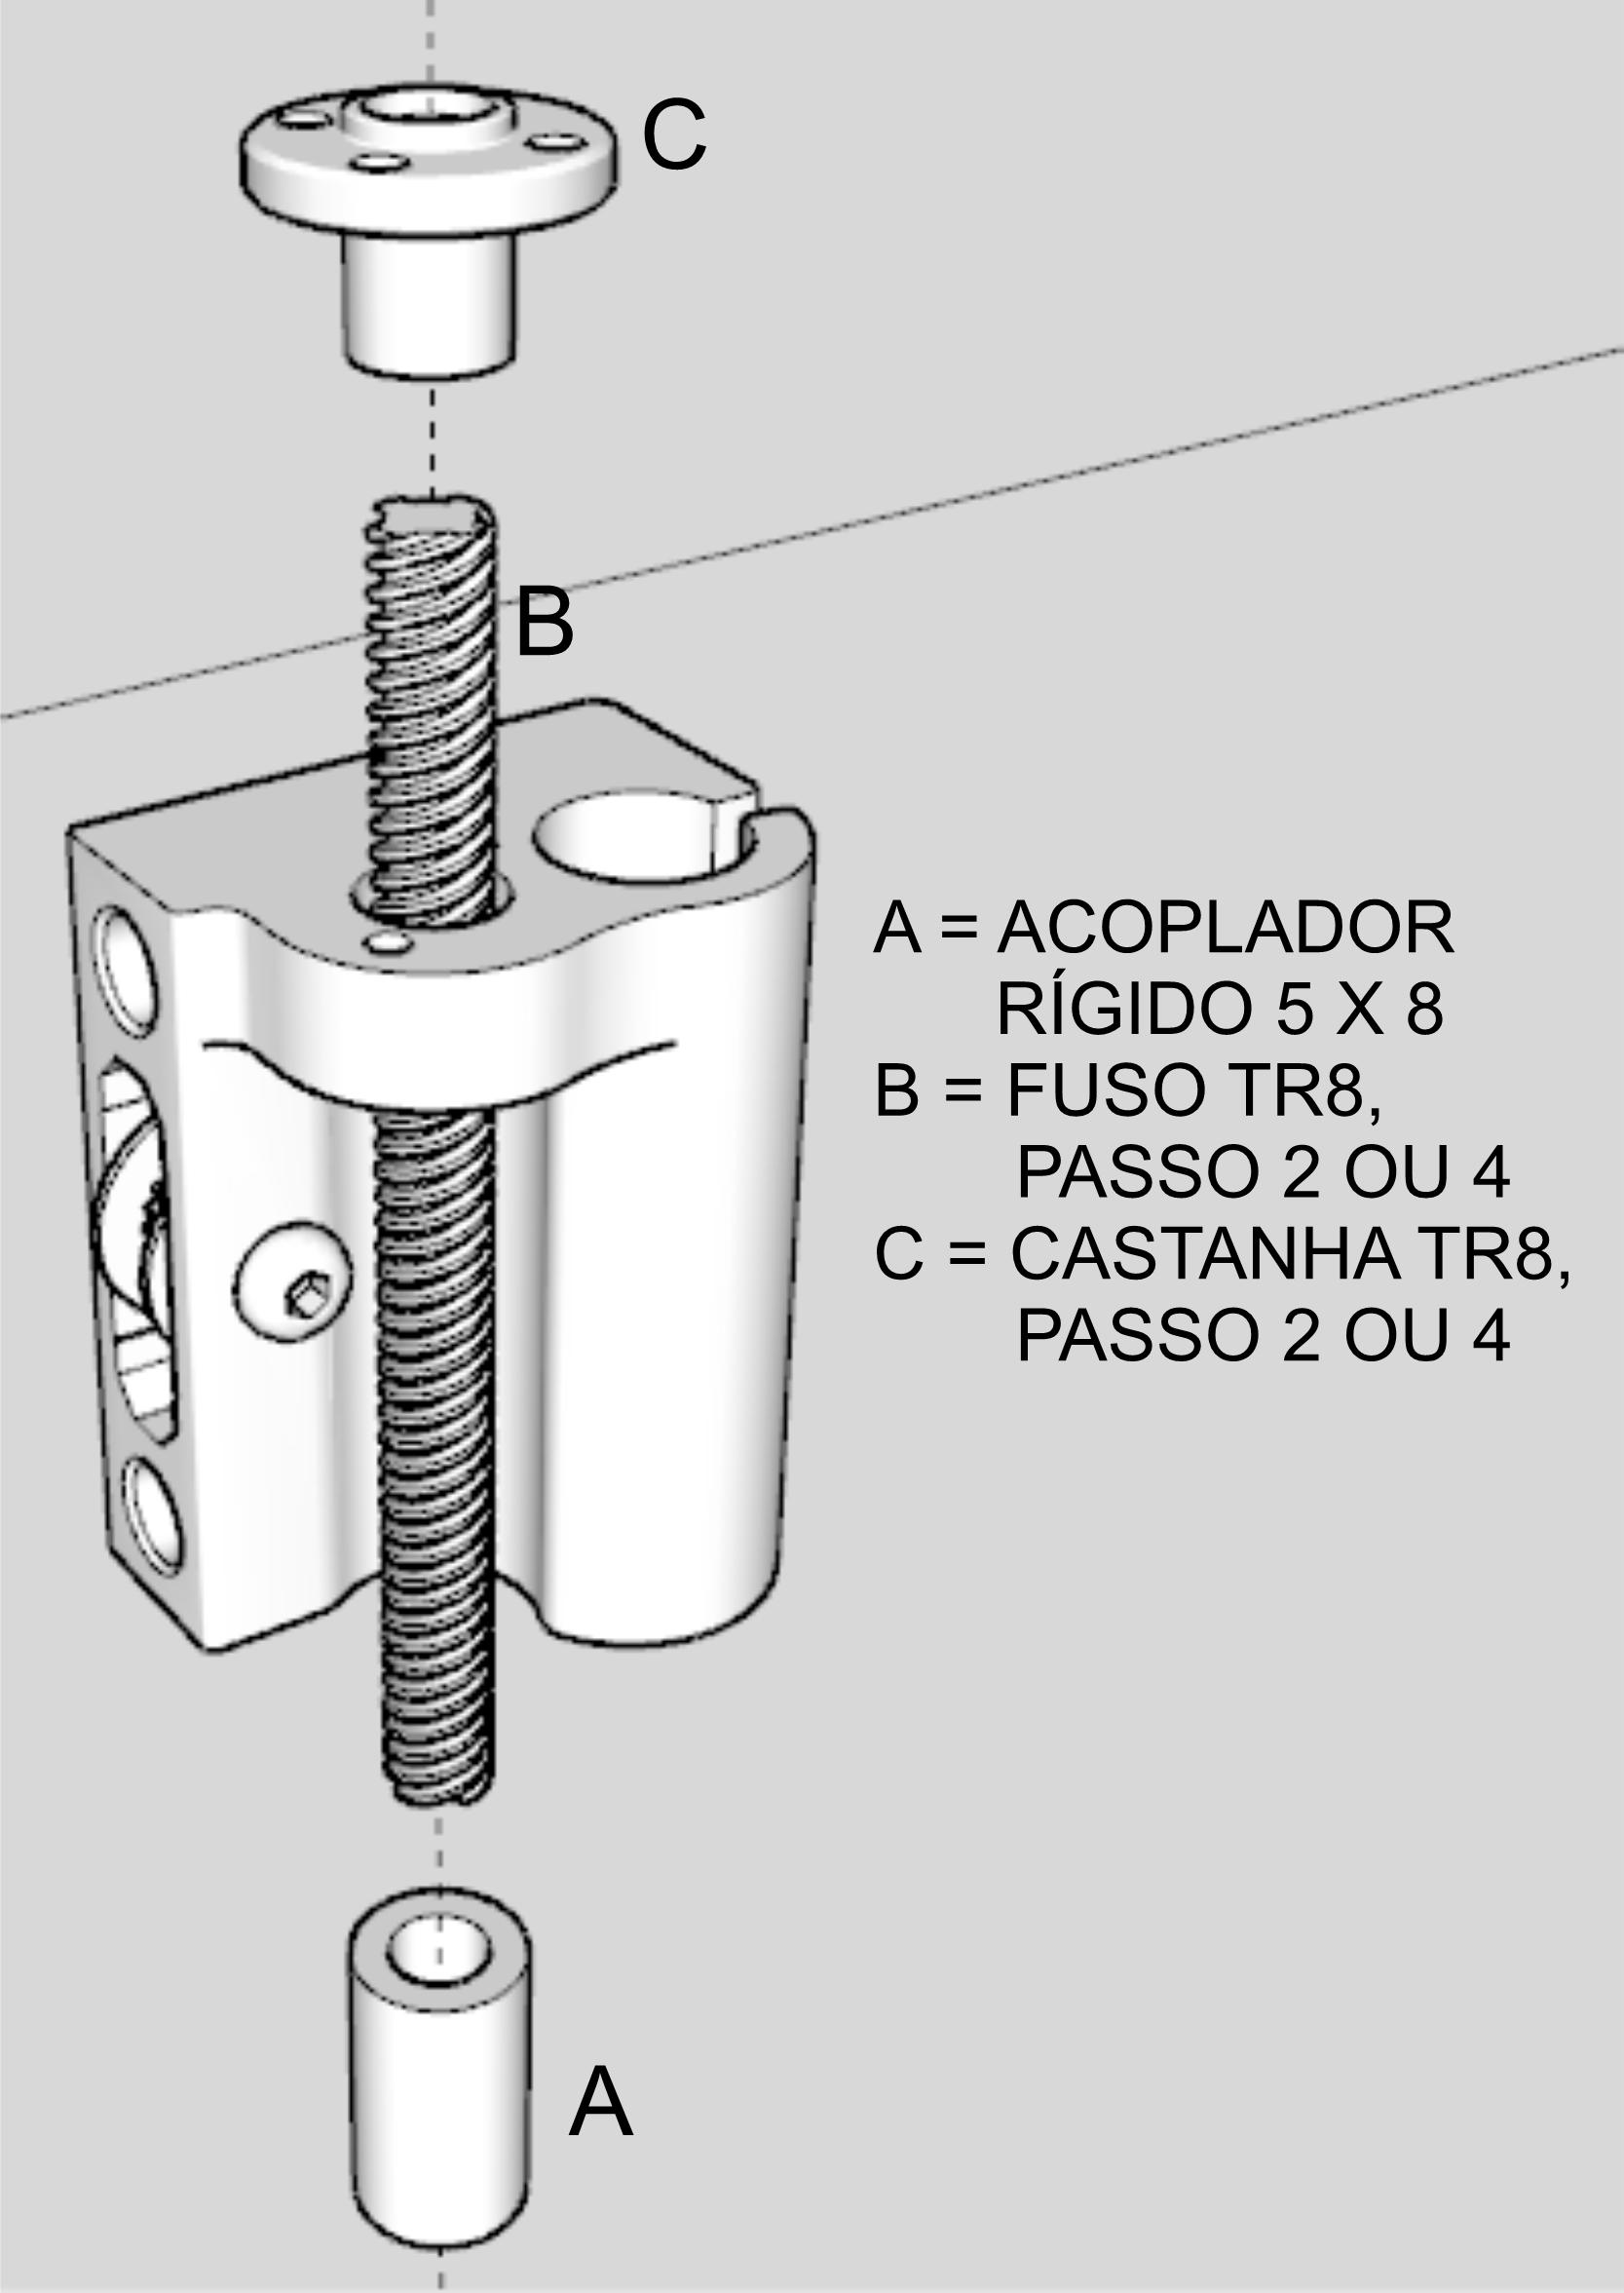 C
B
A = ACOPLADOR
RÍGIDO 5 X 8
B = FUSO TR8,
PASSO 2 OU 4
C = CASTANHA TR8,
PASSO 2 OU 4
A